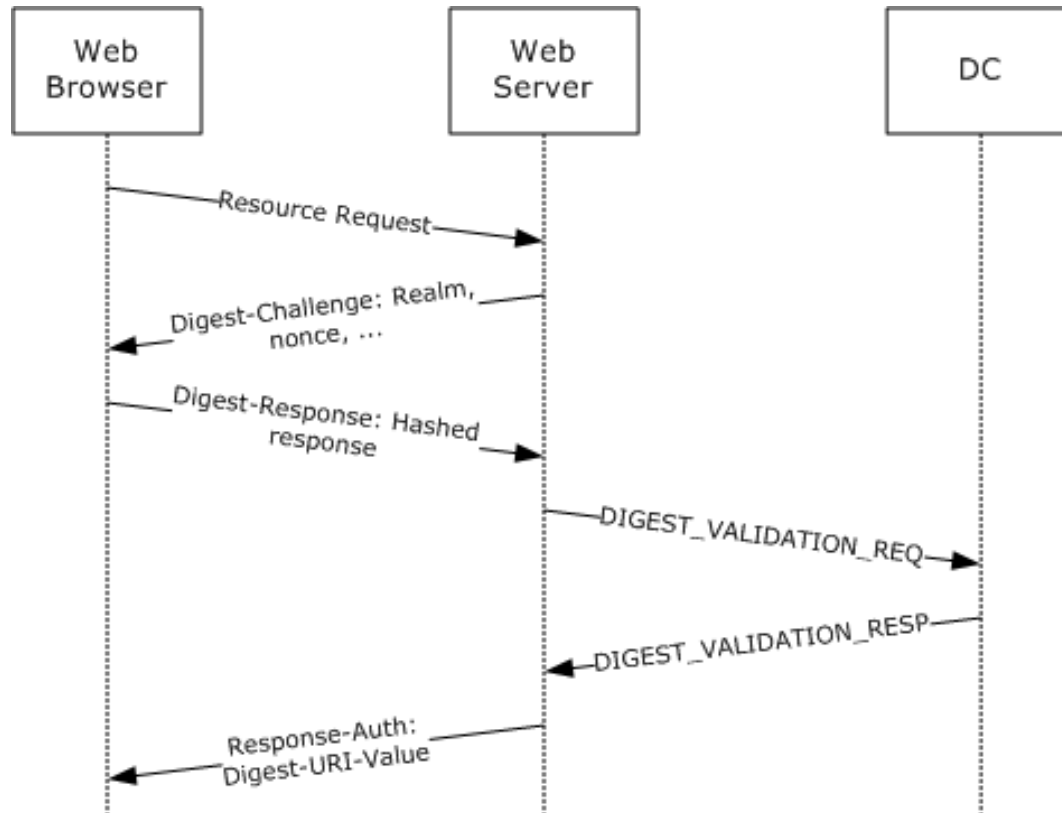 Web
Browser
Web
Server
DC
Resource Request
Digest-Challenge: Realm,
nonce, ...
Digest-Response: Hashed
response
DIGEST_VALIDATION_REQ
DIGEST_VALIDATION_RESP
Response-Auth:
Digest-URI-Value